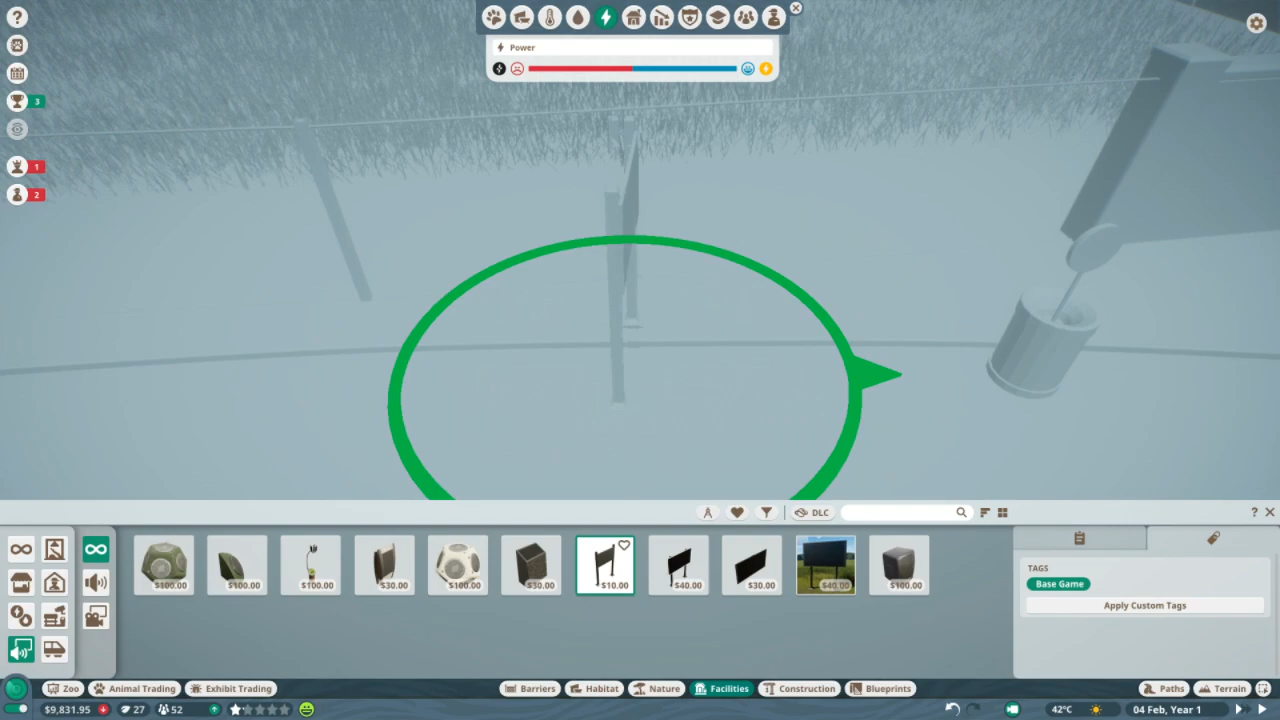 Power
3
1
2
DLC
$100.00 $100.00 $100.00 $30.00 $100.00 $30.00 $10.00 $40.00 $30.00 $40.00 $100.00
TAGS
Base Game
Apply Custom Tags
Zoo Animal Trading Exhibit Trading Barriers Habitat Nature Facilities Construction Blueprints Paths Terrain
$9,831.95 27 52 42°C 04 Feb, Year 1